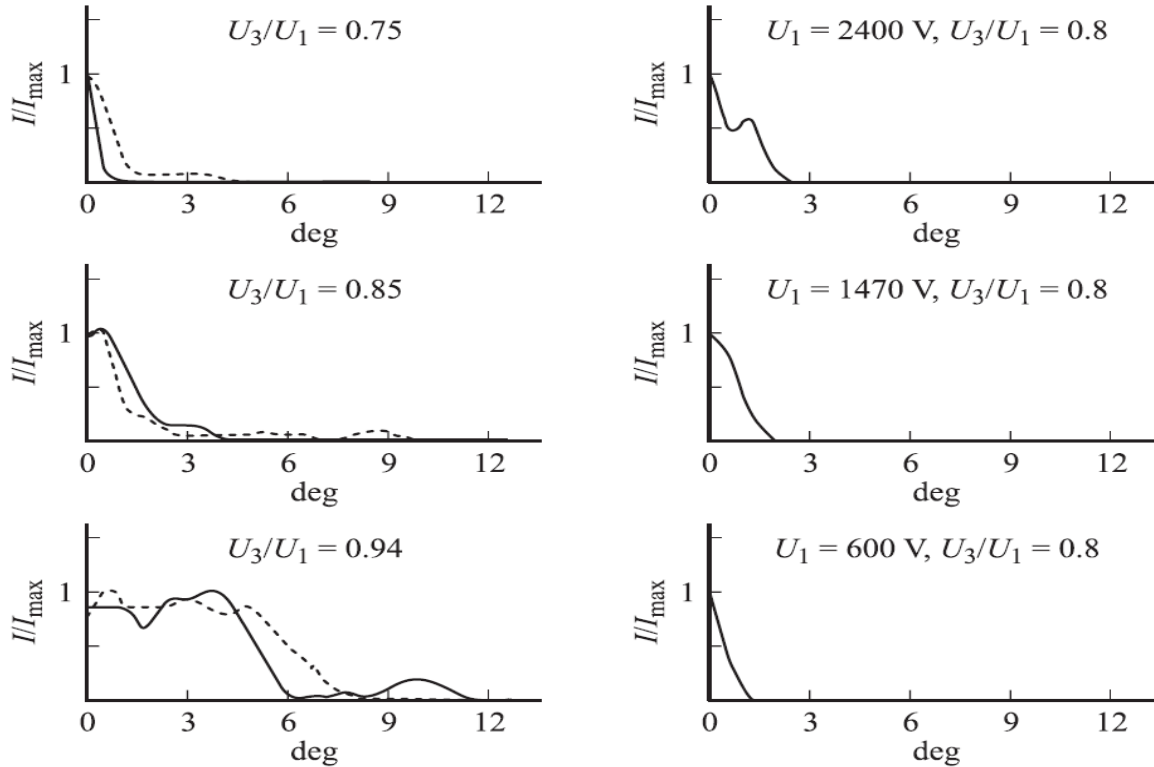 U₃/U₁ = 0.75
1
I/Iₘₐₓ
0 3 6 9 12
deg
U₁ = 2400 V, U₃/U₁ = 0.8
1
I/Iₘₐₓ
0 3 6 9 12
deg
U₃/U₁ = 0.85
1
I/Iₘₐₓ
0 3 6 9 12
deg
U₁ = 1470 V, U₃/U₁ = 0.8
1
I/Iₘₐₓ
0 3 6 9 12
deg
U₃/U₁ = 0.94
1
I/Iₘₐₓ
0 3 6 9 12
deg
U₁ = 600 V, U₃/U₁ = 0.8
1
I/Iₘₐₓ
0 3 6 9 12
deg